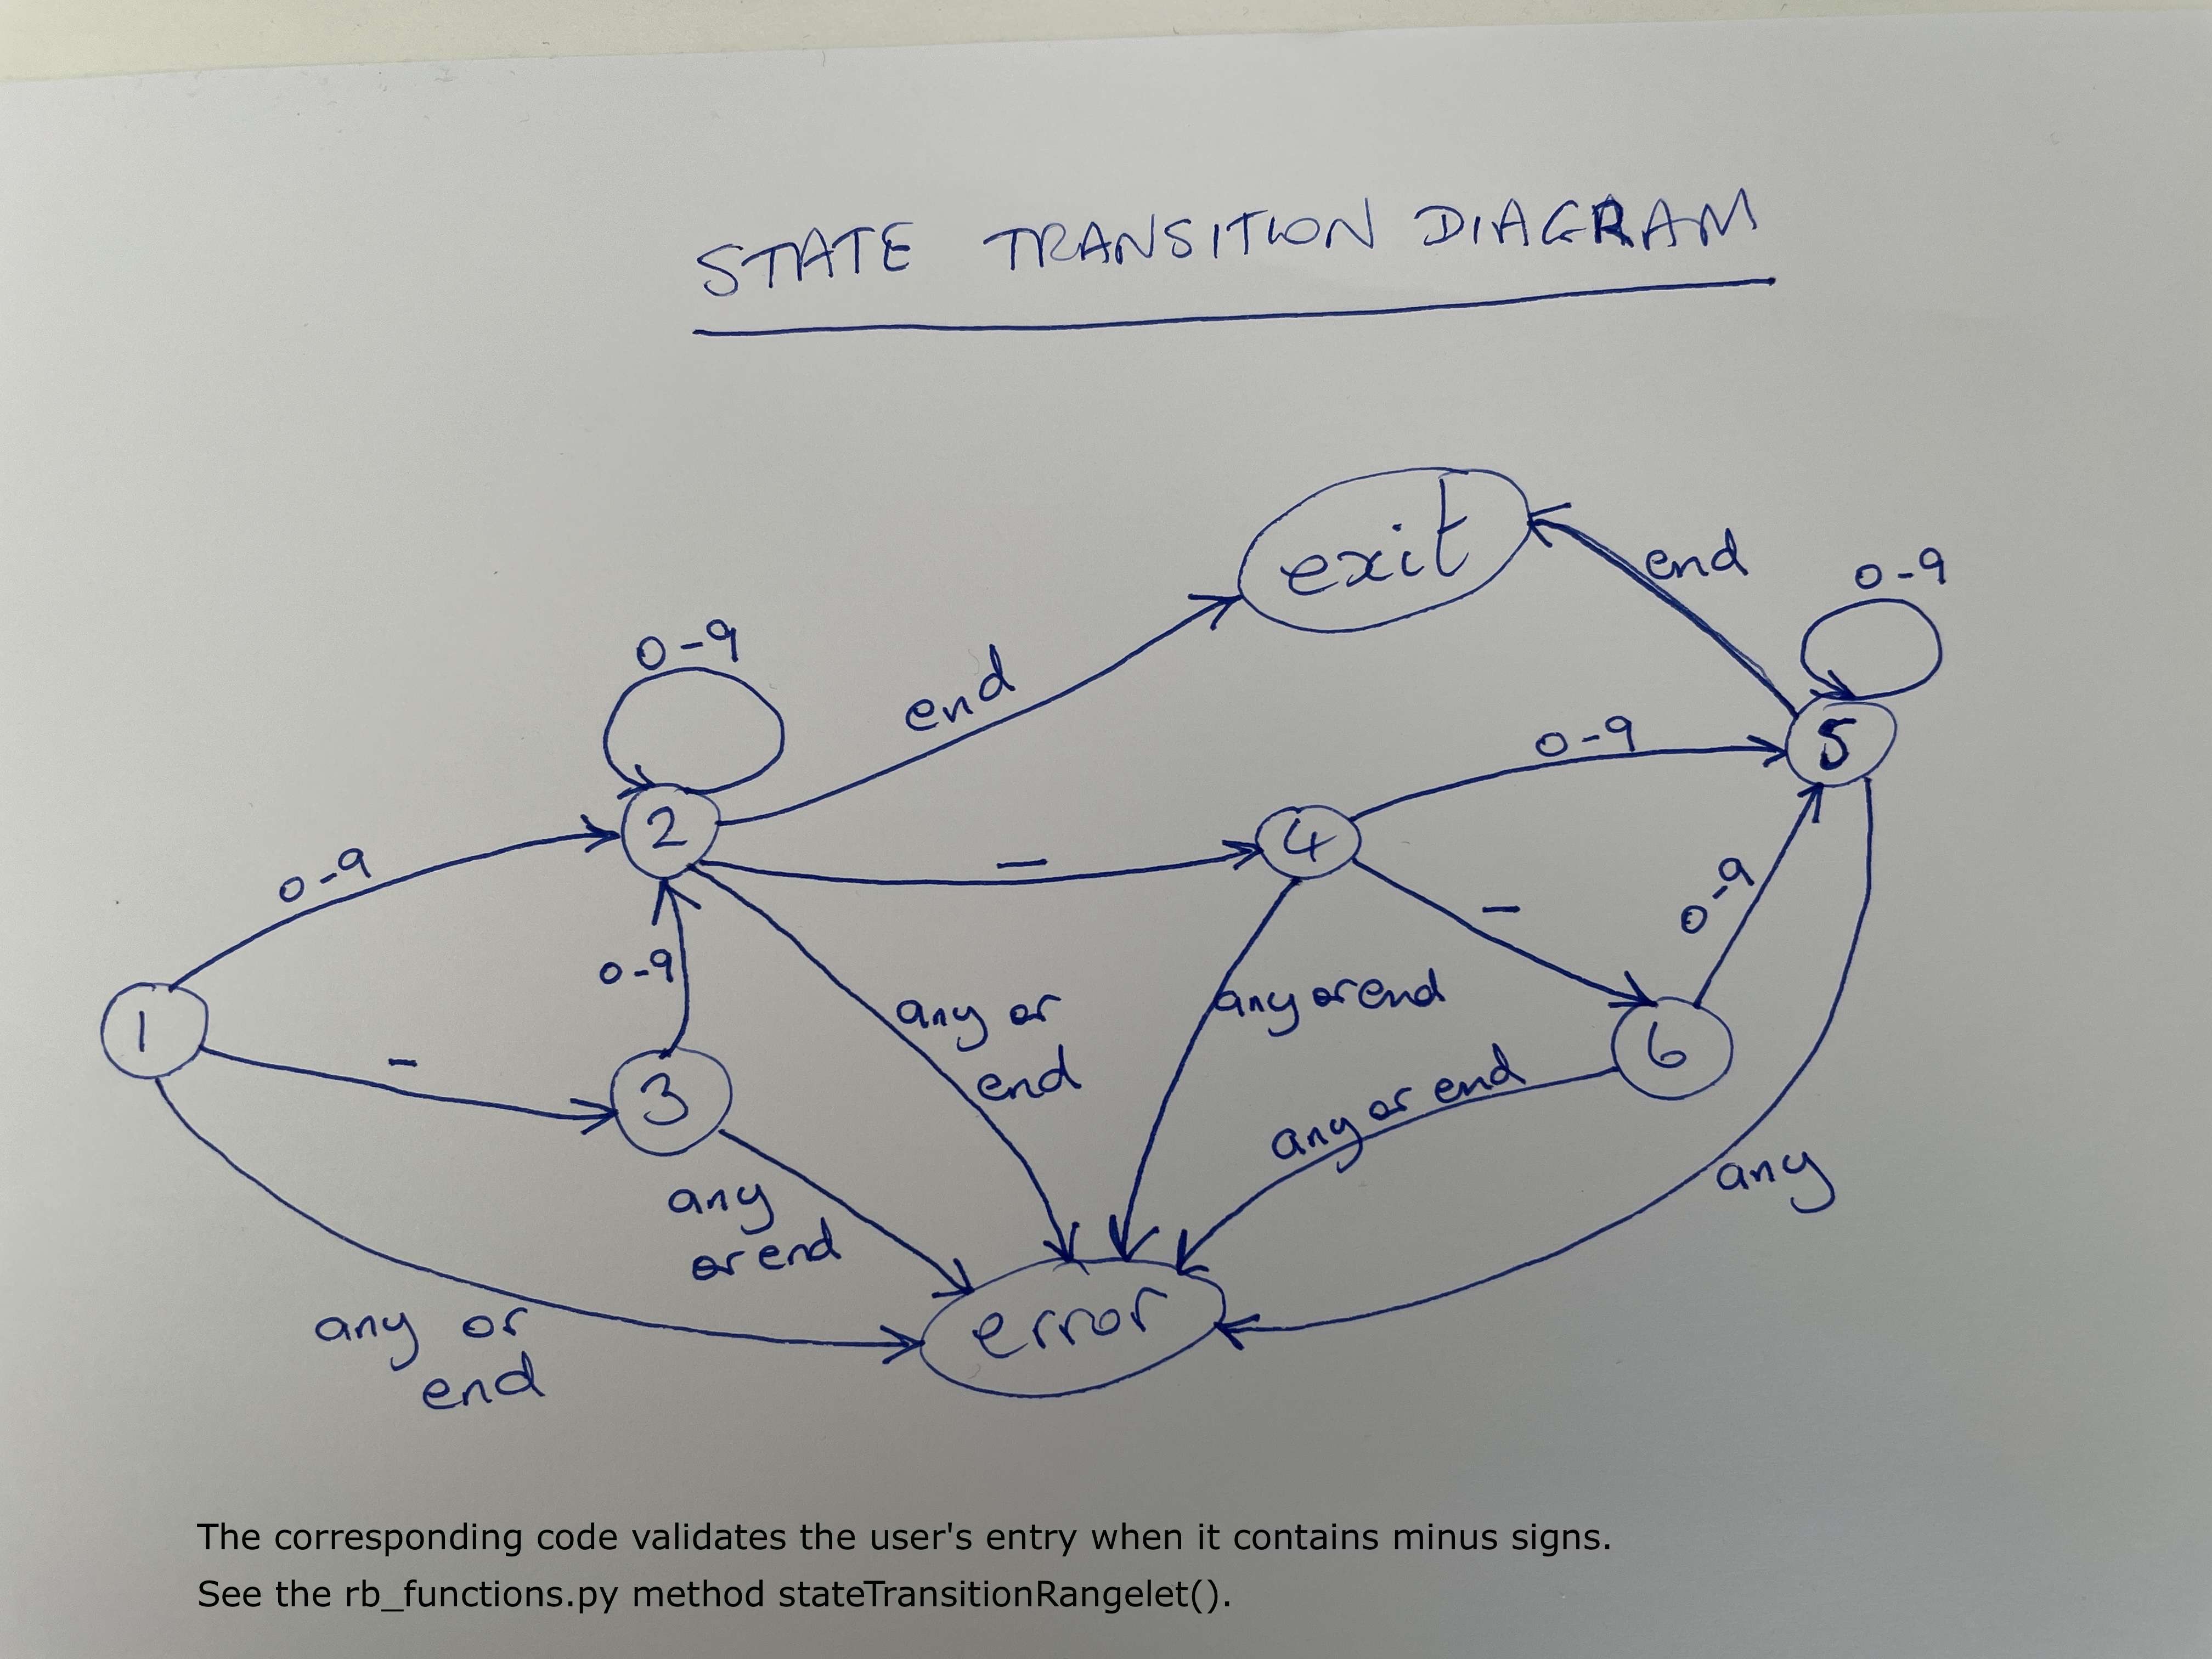 STATE TRANSITION DIAGRAM
exit
end
0-9
0-9
end
0-9
5
2
4
0-9
-
-
0-9
0-9
1
-
3
any or
end
any or end
6
any or end
any
any
or end
error
any or
end
The corresponding code validates the user's entry when it contains minus signs.
See the rb_functions.py method stateTransitionRangelet().